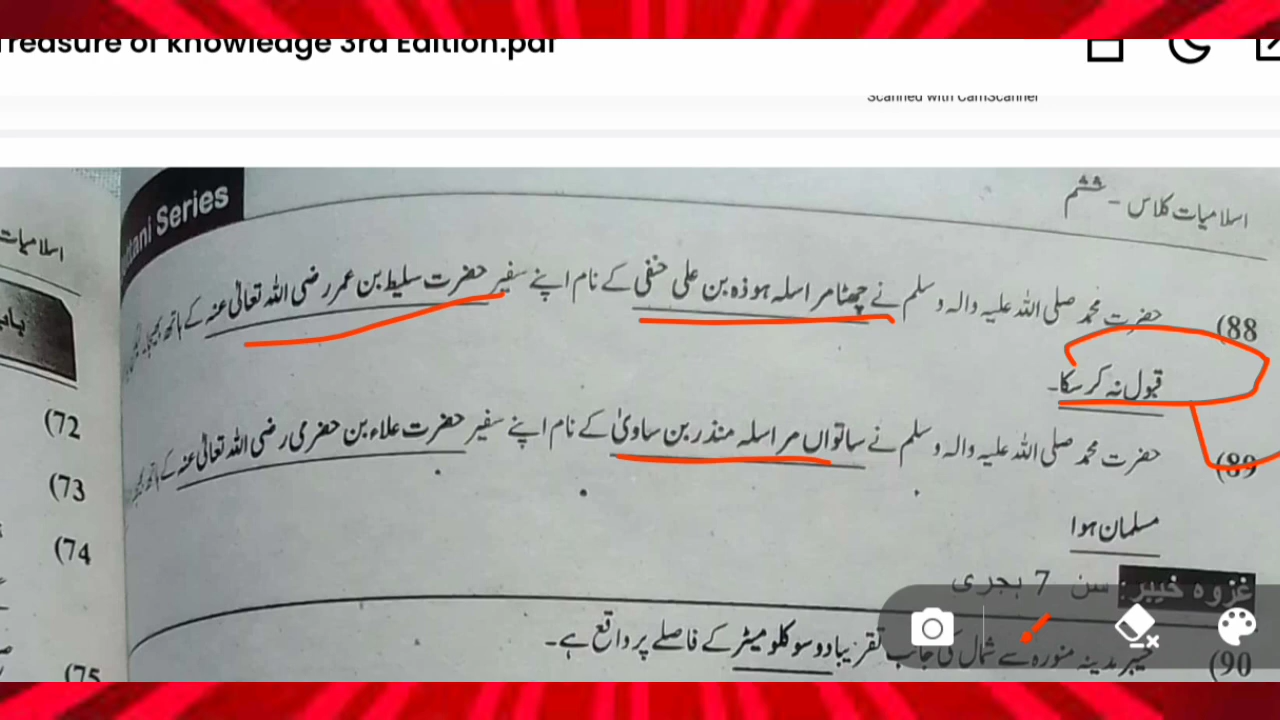 Treasure of knowledge 3rd Edition.pdf
Scanned with CamScanner
tani Series
اسلامیات کلاس - ششم
88) حضرت محمد صلی اللہ علیہ والہ وسلم نے چھٹا مراسلہ ہوذہ بن علی حنفی کے نام اپنے سفیر حضرت سلیط بن عمر رضی اللہ تعالیٰ عنہ کے ہاتھ بھیجا۔
قبول نہ کر سکا۔
89) حضرت محمد صلی اللہ علیہ والہ وسلم نے ساتواں مراسلہ منذر بن ساویٰ کے نام اپنے سفیر حضرت علاء بن حضرمی رضی اللہ تعالیٰ عنہ کے ہاتھ
مسلمان ہوا
غزوہ خیبر: سن 7 ہجری
90) خیبر مدینہ منورہ سے شمال کی جانب تقریبا دو سو کلومیٹر کے فاصلے پر واقع ہے۔
اسلامیات
باب
72)
73)
74)
75)